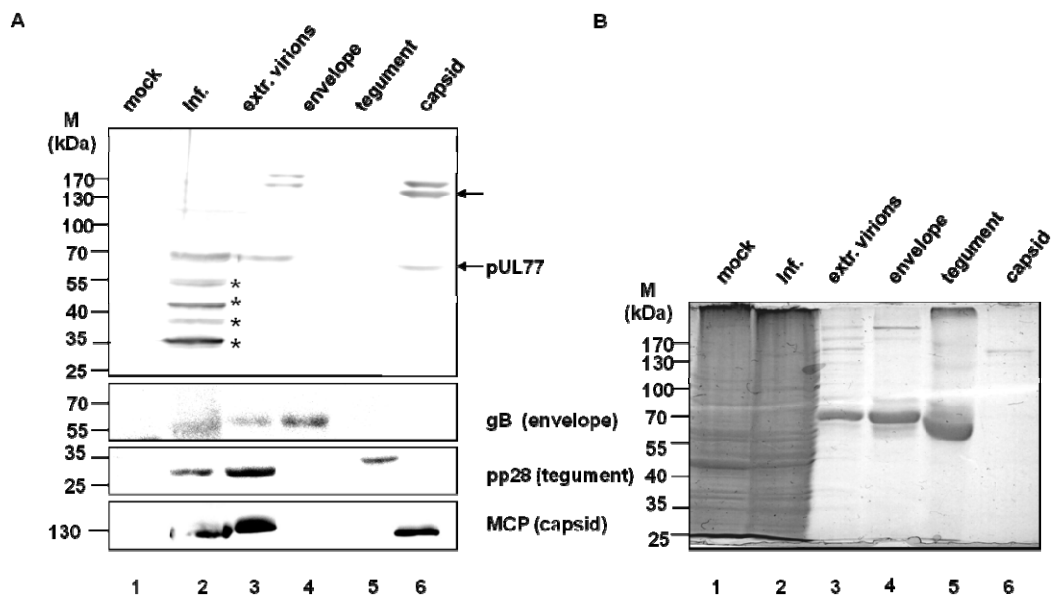 A
B
mock
Inf.
extr. virions
envelope
tegument
capsid
M
(kDa)
170
130
100
70
55
40
35
25
pUL77
*
*
*
*
70
55
gB (envelope)
35
25
pp28 (tegument)
130
MCP (capsid)
1 2 3 4 5 6
mock
Inf.
extr. virions
envelope
tegument
capsid
M
(kDa)
170
130
100
70
55
40
35
25
1 2 3 4 5 6